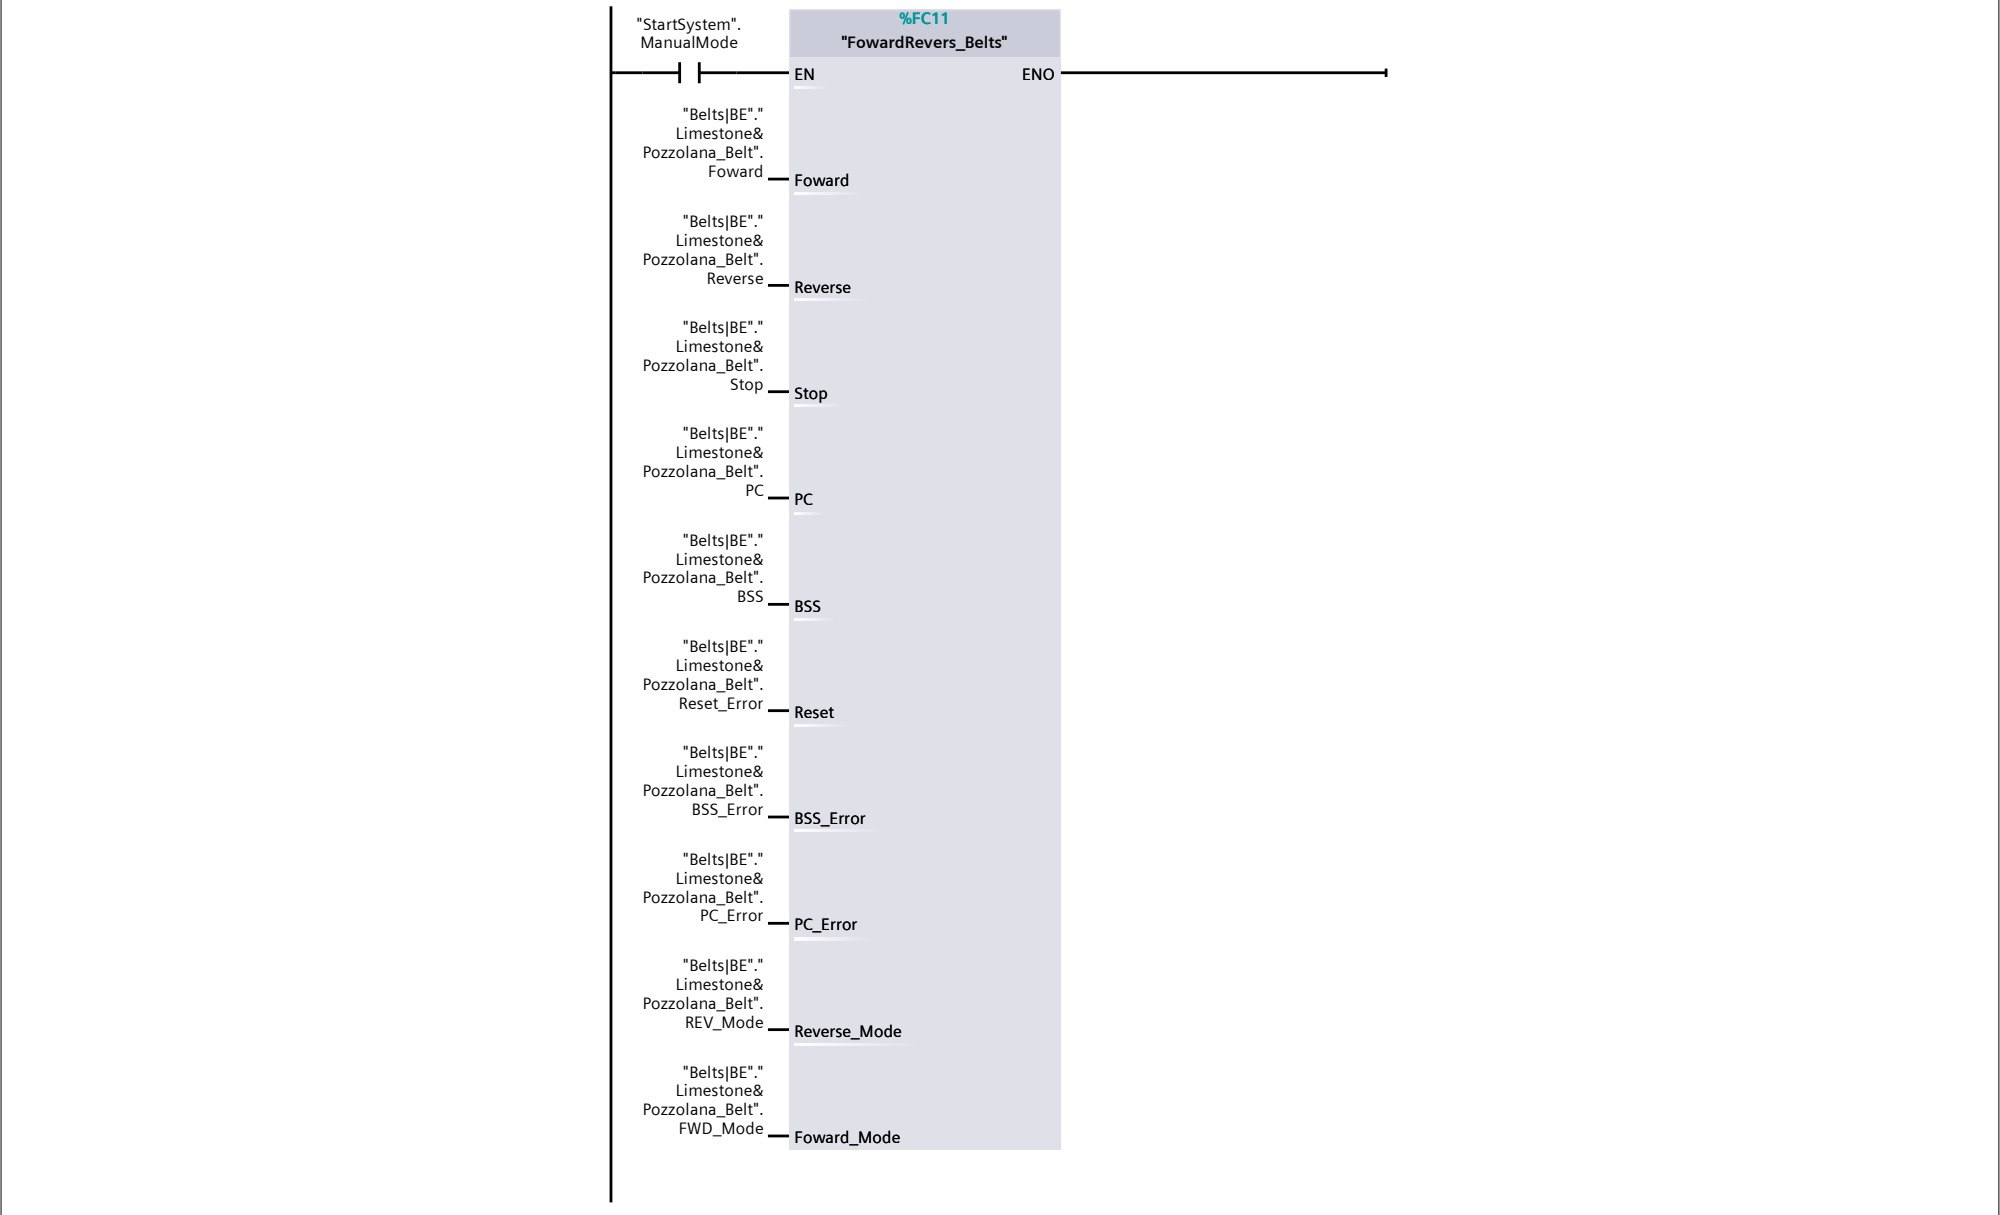 "StartSystem".
ManualMode
%FC11
"FowardRevers_Belts"
EN
ENO
"Belts|BE"."
Limestone&
Pozzolana_Belt".
Foward
Foward
"Belts|BE"."
Limestone&
Pozzolana_Belt".
Reverse
Reverse
"Belts|BE"."
Limestone&
Pozzolana_Belt".
Stop
Stop
"Belts|BE"."
Limestone&
Pozzolana_Belt".
PC
PC
"Belts|BE"."
Limestone&
Pozzolana_Belt".
BSS
BSS
"Belts|BE"."
Limestone&
Pozzolana_Belt".
Reset_Error
Reset
"Belts|BE"."
Limestone&
Pozzolana_Belt".
BSS_Error
BSS_Error
"Belts|BE"."
Limestone&
Pozzolana_Belt".
PC_Error
PC_Error
"Belts|BE"."
Limestone&
Pozzolana_Belt".
REV_Mode
Reverse_Mode
"Belts|BE"."
Limestone&
Pozzolana_Belt".
FWD_Mode
Foward_Mode